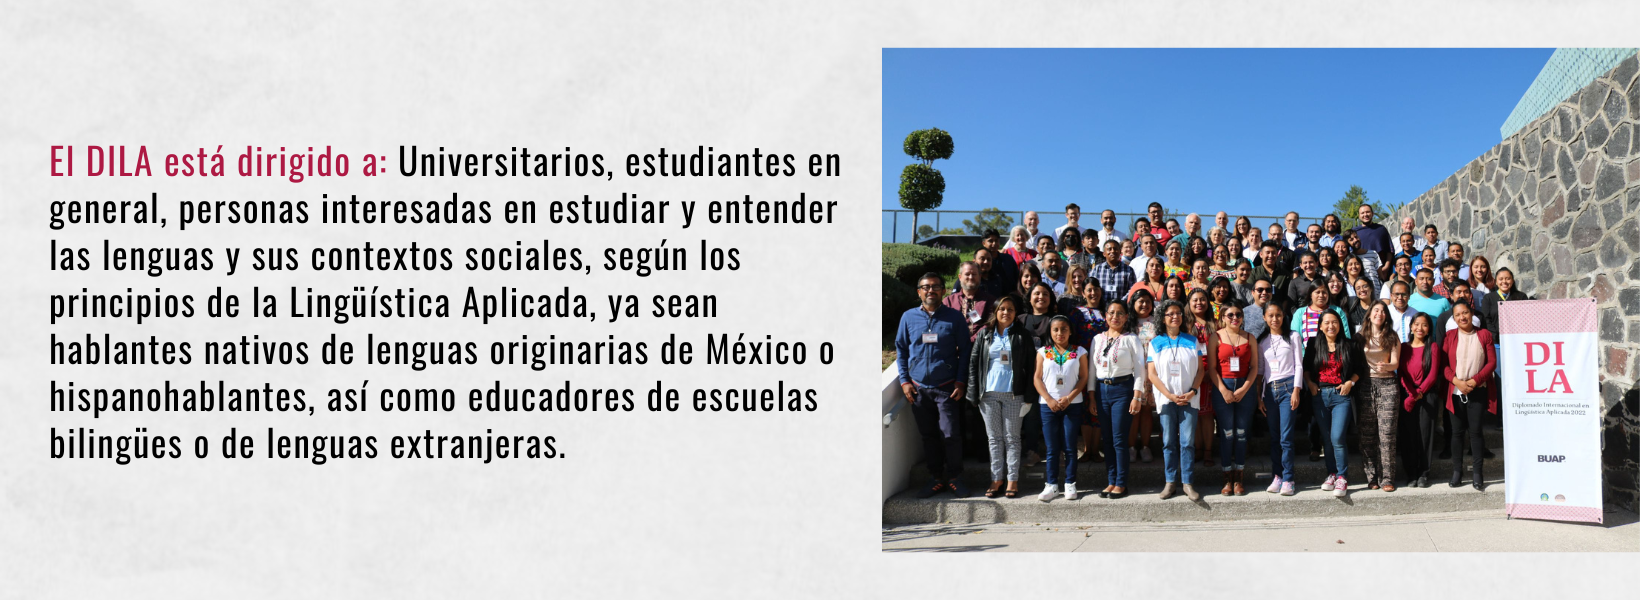 El DILA está dirigido a: Universitarios, estudiantes en
general, personas interesadas en estudiar y entender
las lenguas y sus contextos sociales, según los
principios de la Lingüística Aplicada, ya sean
hablantes nativos de lenguas originarias de México o
hispanohablantes, así como educadores de escuelas
bilingües o de lenguas extranjeras.
DI
LA
Diplomado Internacional en
Lingüística Aplicada 2022
BUAP